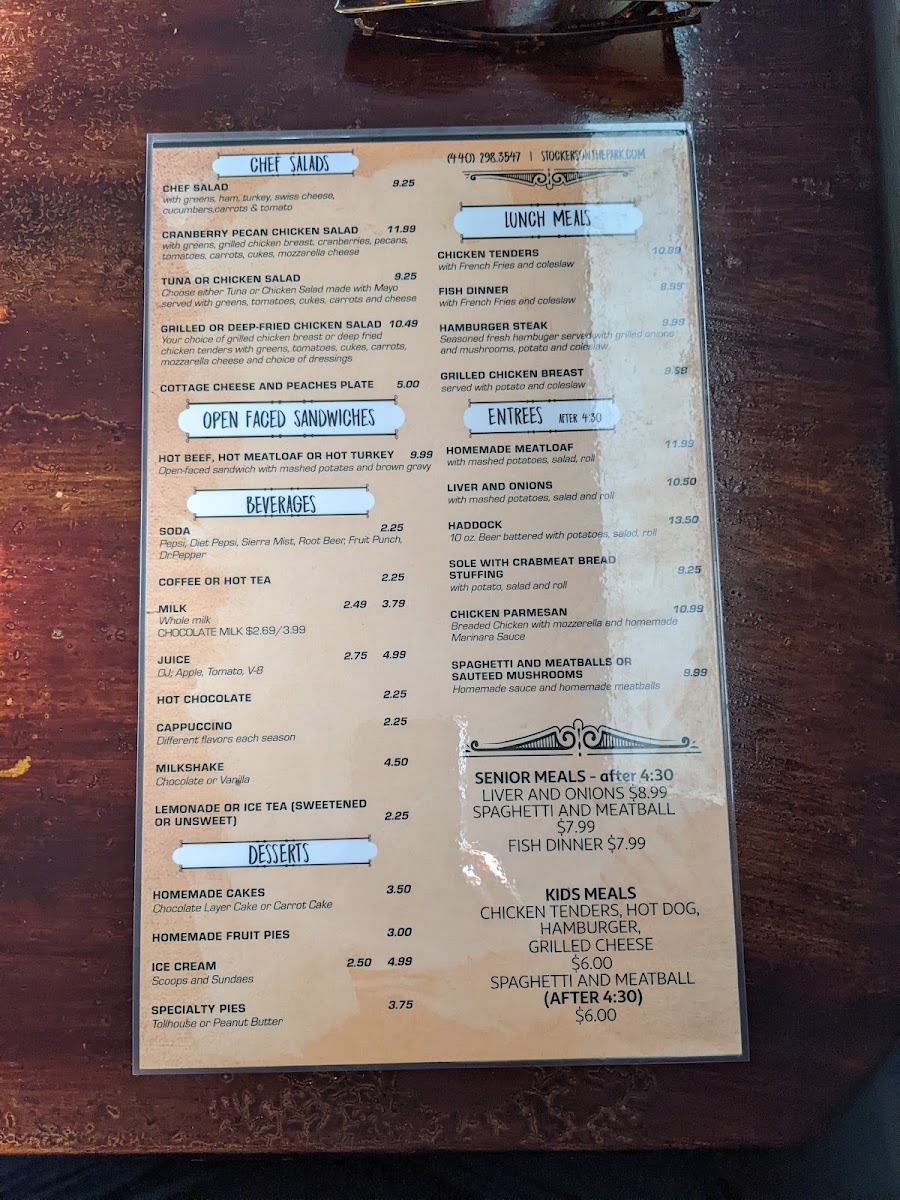 CHEF SALADS
CHEF SALAD 9.25
with greens, ham, turkey, swiss cheese,
cucumbers,carrots & tomato
CRANBERRY PECAN CHICKEN SALAD 11.99
with greens, grilled chicken breast, cranberries, pecans,
tomatoes, carrots, cukes, mozzarella cheese
TUNA OR CHICKEN SALAD 9.25
Choose either Tuna or Chicken Salad made with Mayo
served with greens, tomatoes, cukes, carrots and cheese
GRILLED OR DEEP-FRIED CHICKEN SALAD 10.49
Your choice of grilled chicken breast or deep fried
chicken tenders with greens, tomatoes, cukes, carrots,
mozzarella cheese and choice of dressings
COTTAGE CHEESE AND PEACHES PLATE 5.00
OPEN FACED SANDWICHES
HOT BEEF, HOT MEATLOAF OR HOT TURKEY 9.99
Open-faced sandwich with mashed potates and brown gravy
BEVERAGES
SODA 2.25
Pepsi, Diet Pepsi, Sierra Mist, Root Beer, Fruit Punch,
Dr.Pepper
COFFEE OR HOT TEA 2.25
MILK 2.49 3.79
Whole milk
CHOCOLATE MILK $2.69/3.99
JUICE 2.75 4.99
OJ; Apple, Tomato, V-8
HOT CHOCOLATE 2.25
CAPPUCCINO 2.25
Different flavors each season
MILKSHAKE 4.50
Chocolate or Vanilla
LEMONADE OR ICE TEA (SWEETENED
OR UNSWEET) 2.25
DESSERTS
HOMEMADE CAKES 3.50
Chocolate Layer Cake or Carrot Cake
HOMEMADE FRUIT PIES 3.00
ICE CREAM 2.50 4.99
Scoops and Sundaes
SPECIALTY PIES 3.75
Tollhouse or Peanut Butter
(440) 298.3547 | STOCKERSONTHEPARK.COM
LUNCH MEALS
CHICKEN TENDERS 10.99
with French Fries and coleslaw
FISH DINNER 8.99
with French Fries and coleslaw
HAMBURGER STEAK 9.99
Seasoned fresh hambuger served with grilled onions
and mushrooms, potato and coleslaw
GRILLED CHICKEN BREAST
served with potato and coleslaw
ENTREES AFTER 4:30
HOMEMADE MEATLOAF 11.99
with mashed potatoes, salad, roll
LIVER AND ONIONS 10.50
with mashed potatoes, salad and roll
HADDOCK 13.50
10 oz. Beer battered with potatoes, salad, roll
SOLE WITH CRABMEAT BREAD
STUFFING 9.25
with potato, salad and roll
CHICKEN PARMESAN 10.99
Breaded Chicken with mozzarella and homemade
Marinara Sauce
SPAGHETTI AND MEATBALLS OR
SAUTEED MUSHROOMS 9.99
Homemade sauce and homemade meatballs
SENIOR MEALS - after 4:30
LIVER AND ONIONS $8.99
SPAGHETTI AND MEATBALL
$7.99
FISH DINNER $7.99
KIDS MEALS
CHICKEN TENDERS, HOT DOG,
HAMBURGER,
GRILLED CHEESE
$6.00
SPAGHETTI AND MEATBALL
(AFTER 4:30)
$6.00